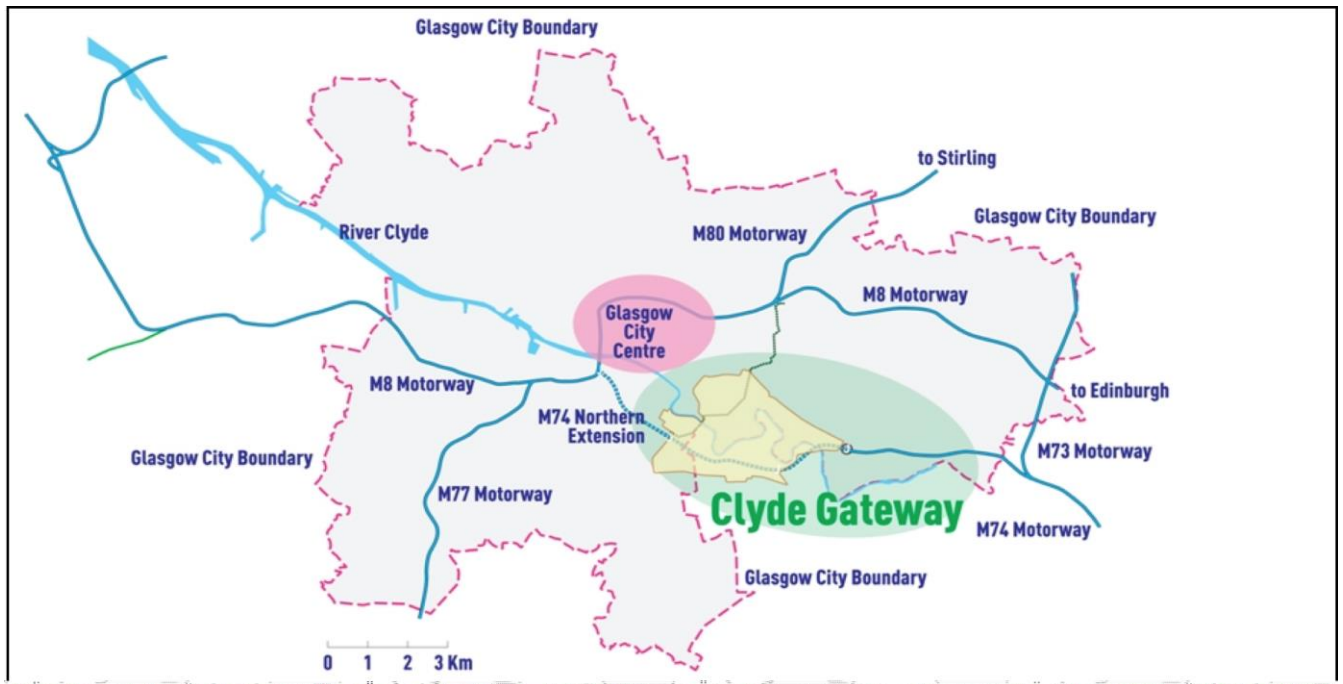 Glasgow City Boundary
to Stirling
Glasgow City Boundary
River Clyde
M80 Motorway
M8 Motorway
Glasgow
City
Centre
M8 Motorway
to Edinburgh
M74 Northern
Extension
M73 Motorway
Glasgow City Boundary
M77 Motorway
Clyde Gateway
M74 Motorway
Glasgow City Boundary
0 1 2 3 Km